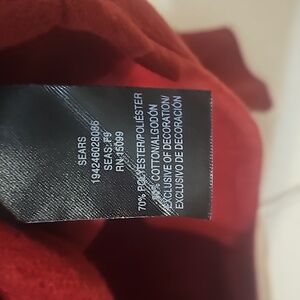 SEARS
194246028086
SEAS: F9
RN 15099
70% POLYESTER/POLIÉSTER
30% COTTON/ALGODÓN
EXCLUSIVE OF DECORATION/
EXCLUSIVO DE DECORACIÓN